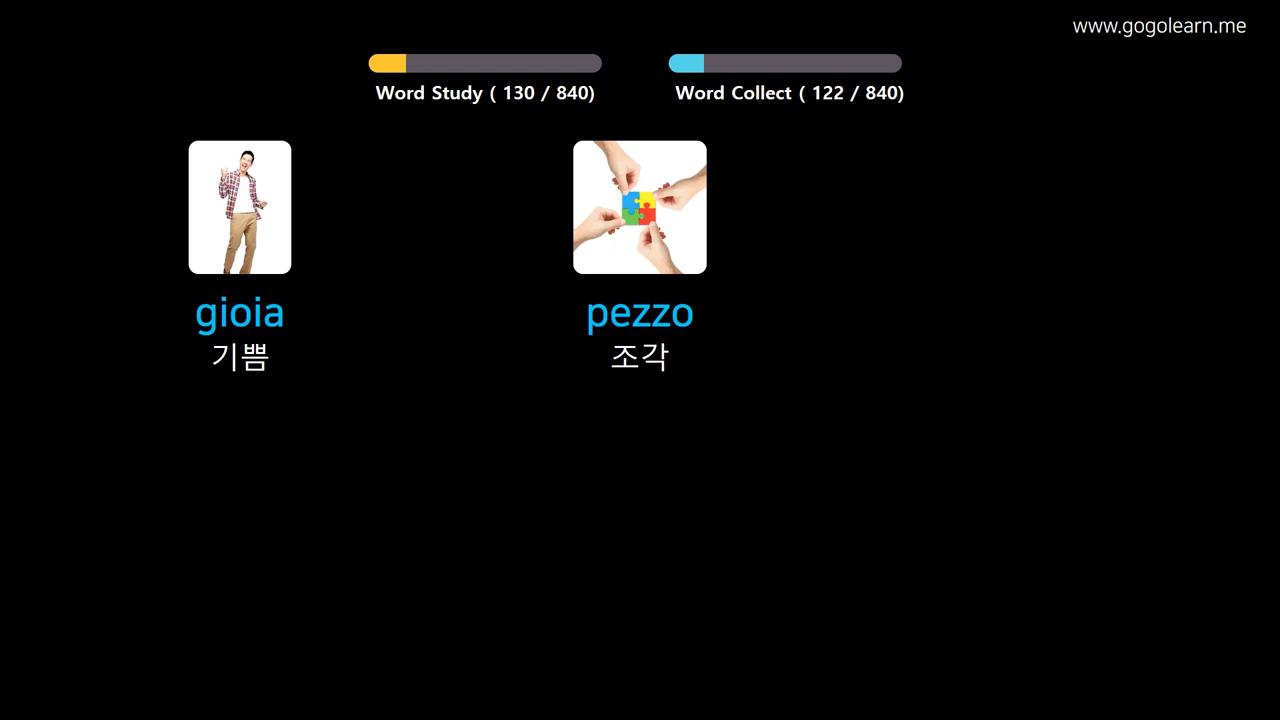 www.gogolearn.me
Word Study ( 130 / 840)
Word Collect ( 122 / 840)
gioia
기쁨
pezzo
조각